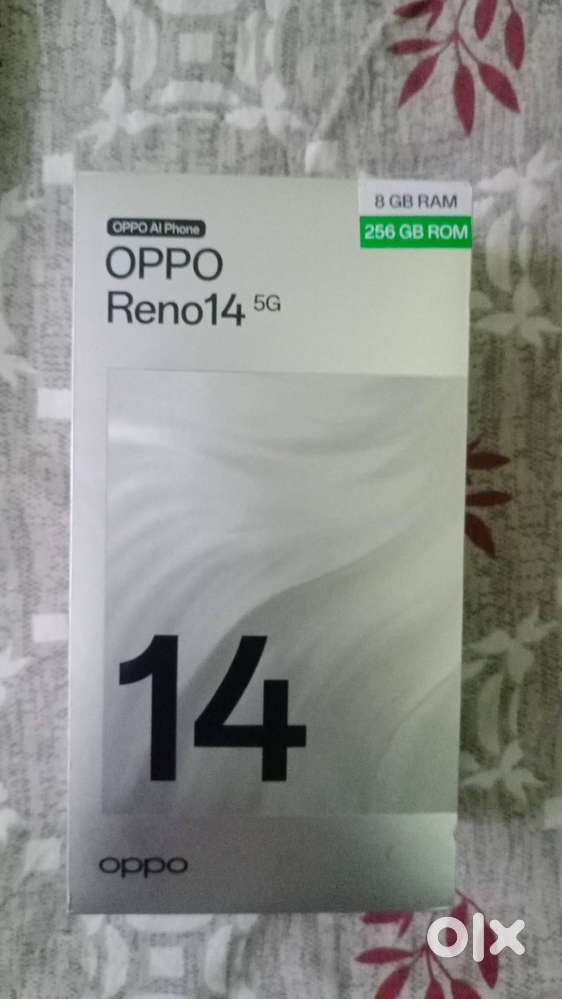 8 GB RAM
256 GB ROM
OPPO AI Phone
OPPO
Reno14 5G
14
oppo
olx